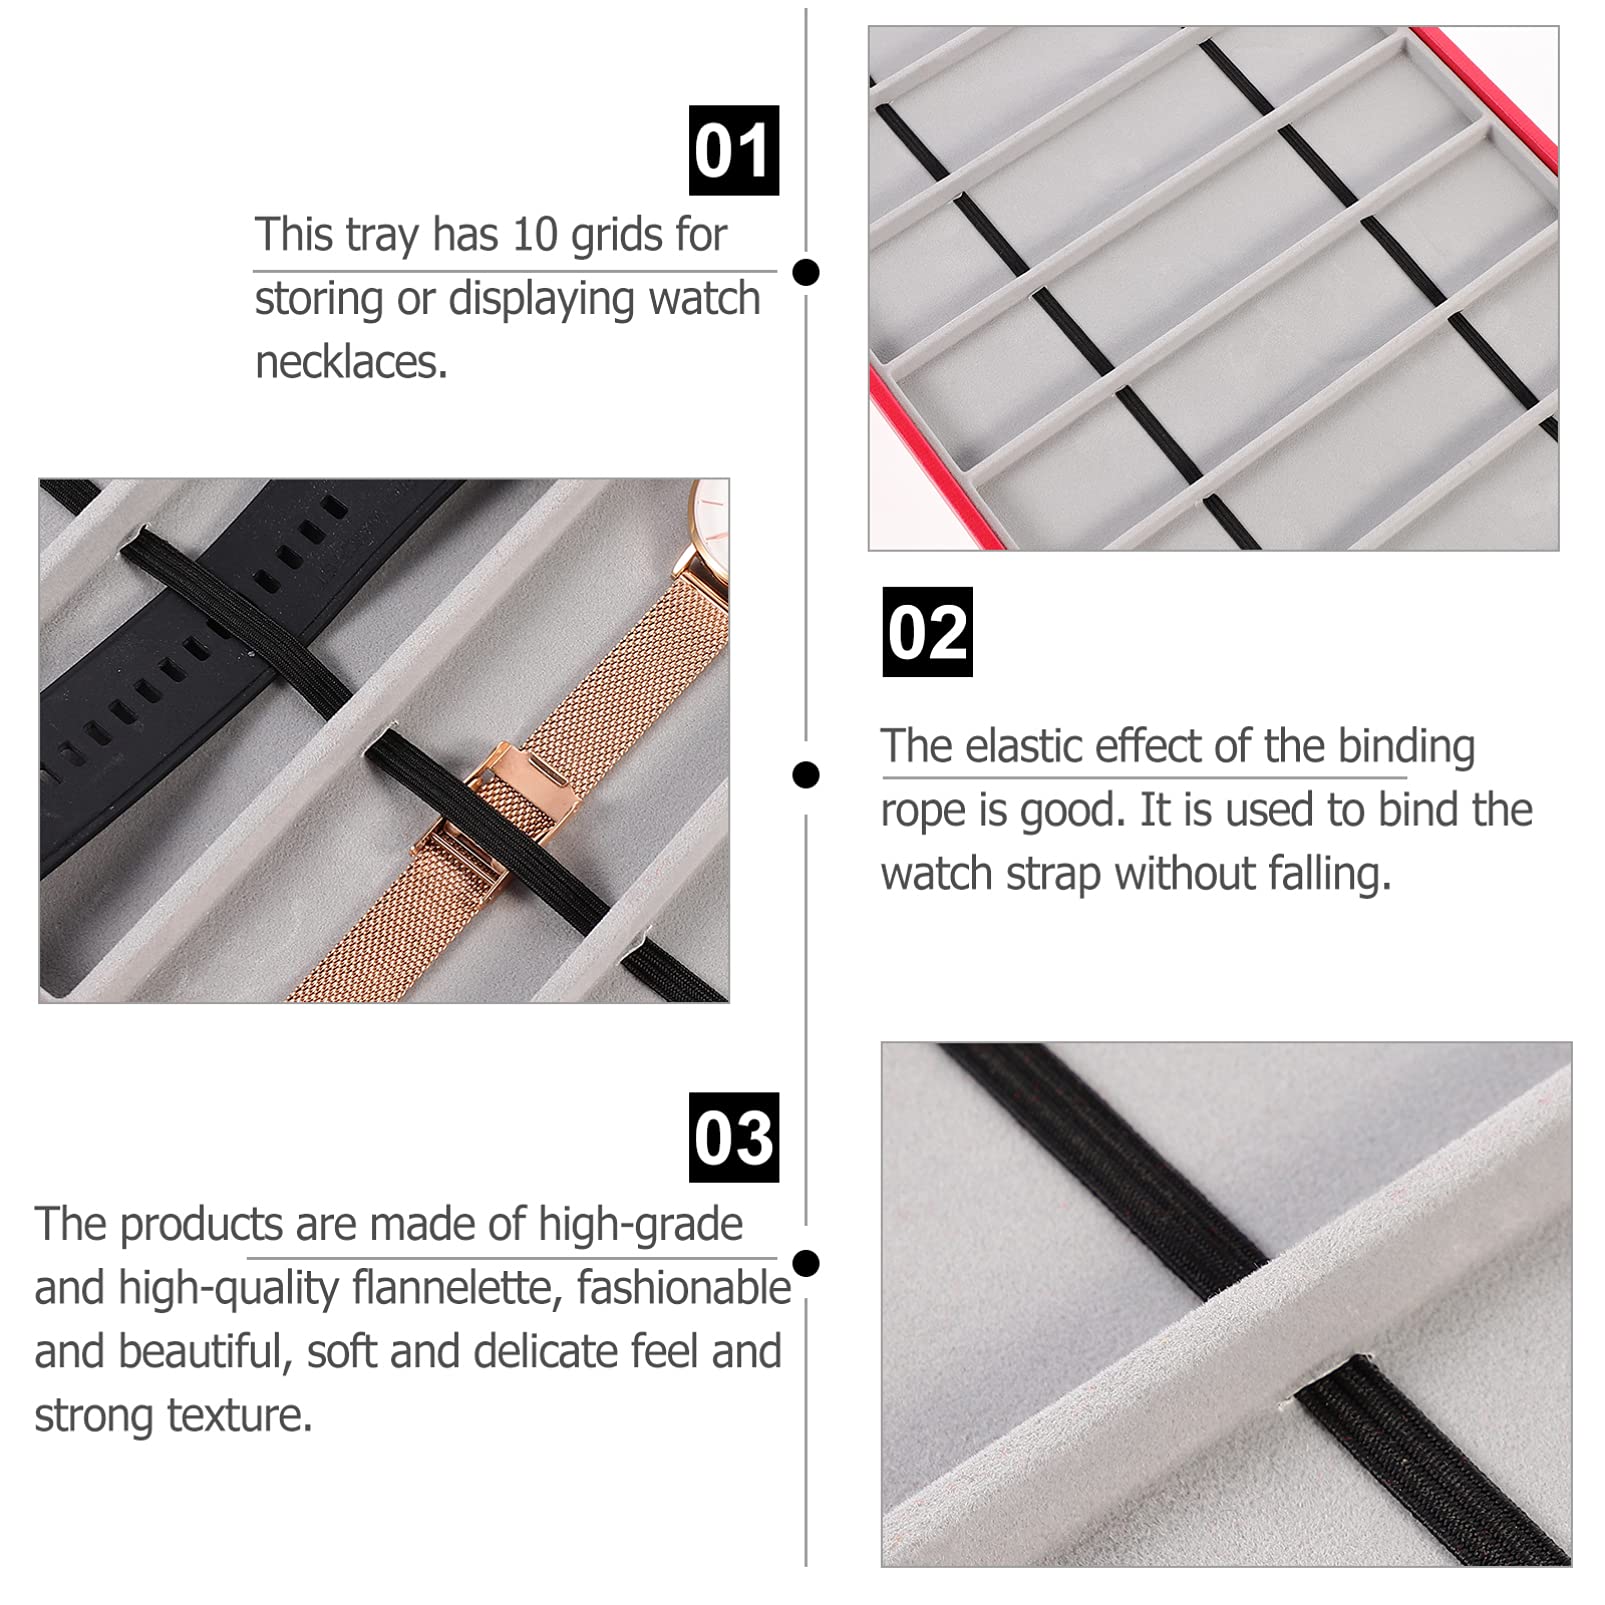 01
This tray has 10 grids for
storing or displaying watch
necklaces.
02
The elastic effect of the binding
rope is good. It is used to bind the
watch strap without falling.
03
The products are made of high-grade
and high-quality flannelette, fashionable
and beautiful, soft and delicate feel and
strong texture.